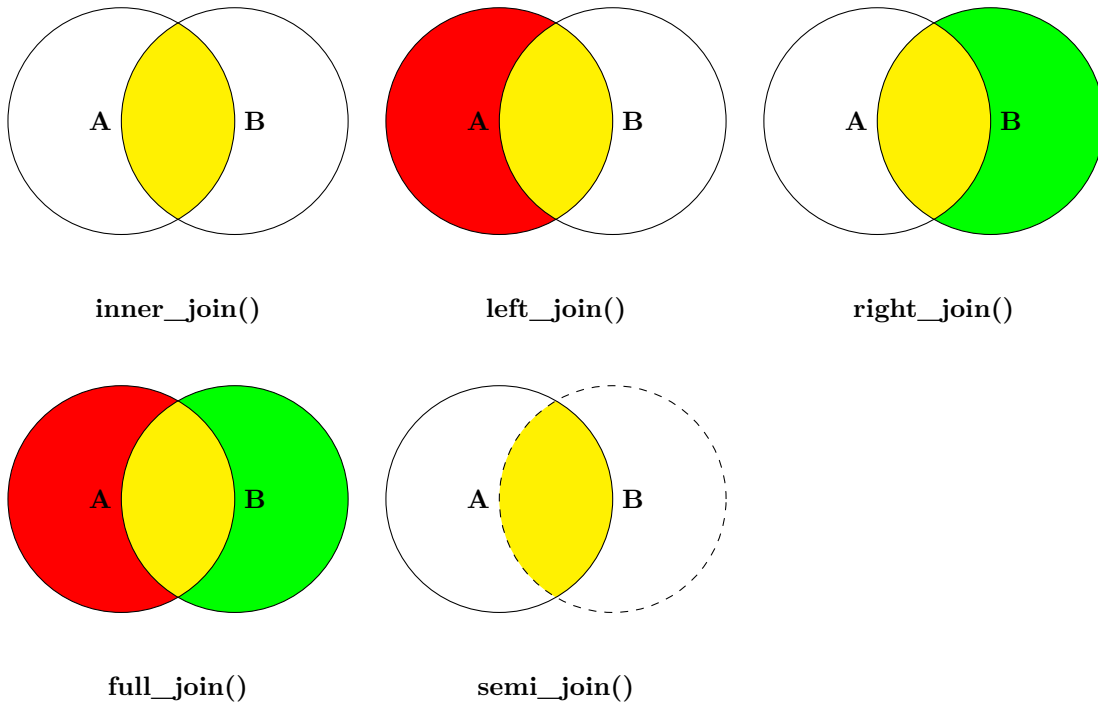 A B
A B
A B
inner_join()
left_join()
right_join()
A B
A B
full_join()
semi_join()